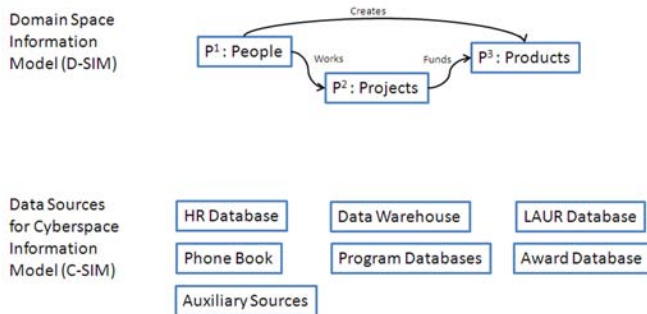 Domain Space
Information
Model (D-SIM)
Creates
P¹ : People
Works
Funds
P³ : Products
P² : Projects
Data Sources
for Cyberspace
Information
Model (C-SIM)
HR Database
Data Warehouse
LAUR Database
Phone Book
Program Databases
Award Database
Auxiliary Sources